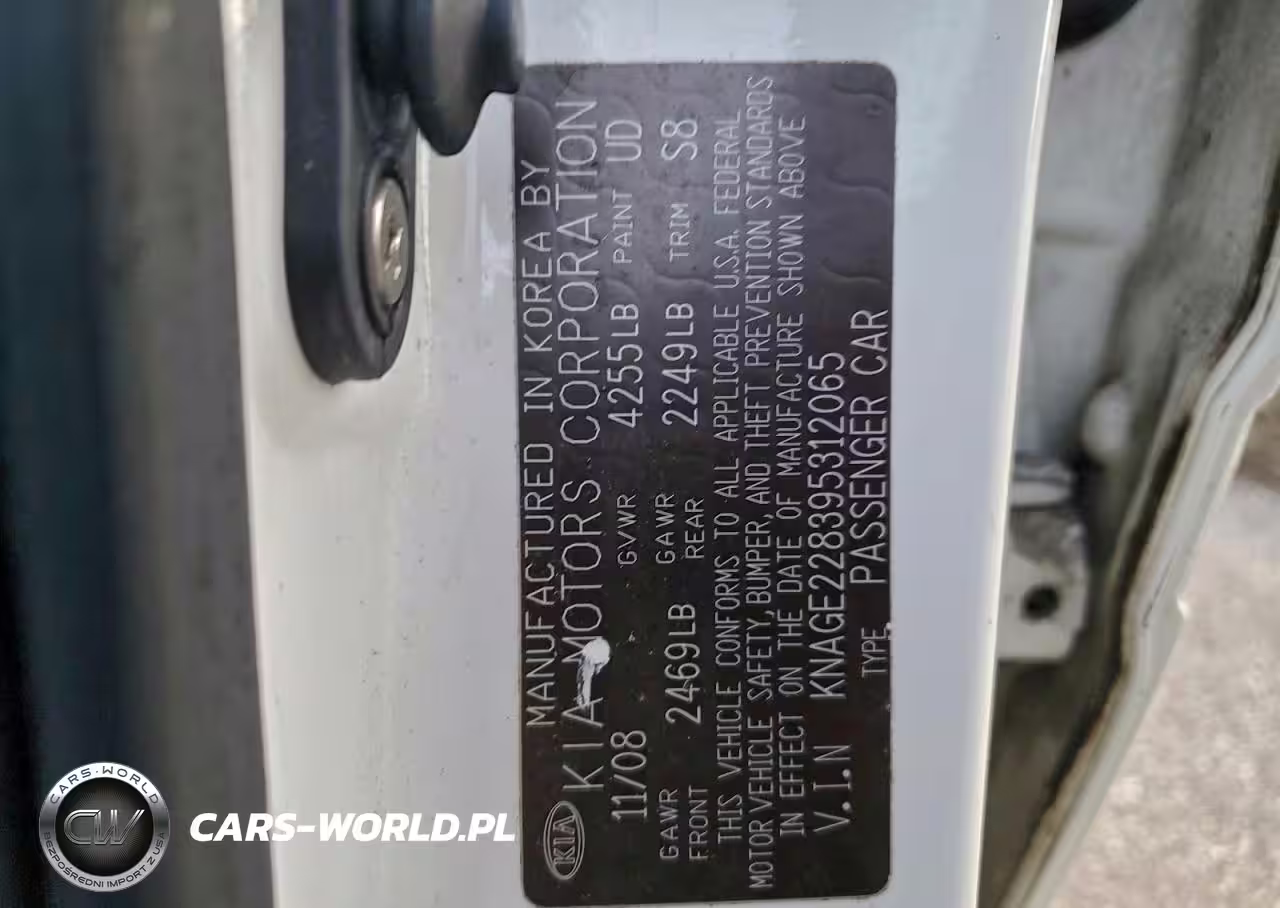 MANUFACTURED IN KOREA BY
KIA MOTORS CORPORATION
11/08 GVWR 4255LB PAINT UD
GAWR FRONT 2469LB GAWR REAR 2249LB TRIM S8
THIS VEHICLE CONFORMS TO ALL APPLICABLE U.S.A. FEDERAL
MOTOR VEHICLE SAFETY, BUMPER, AND THEFT PREVENTION STANDARDS
IN EFFECT ON THE DATE OF MANUFACTURE SHOWN ABOVE
V.I.N KNAGE228395312065
TYPE PASSENGER CAR
KIA
CARS-WORLD
CW
BEZPOŚREDNI IMPORT Z USA
CARS-WORLD.PL